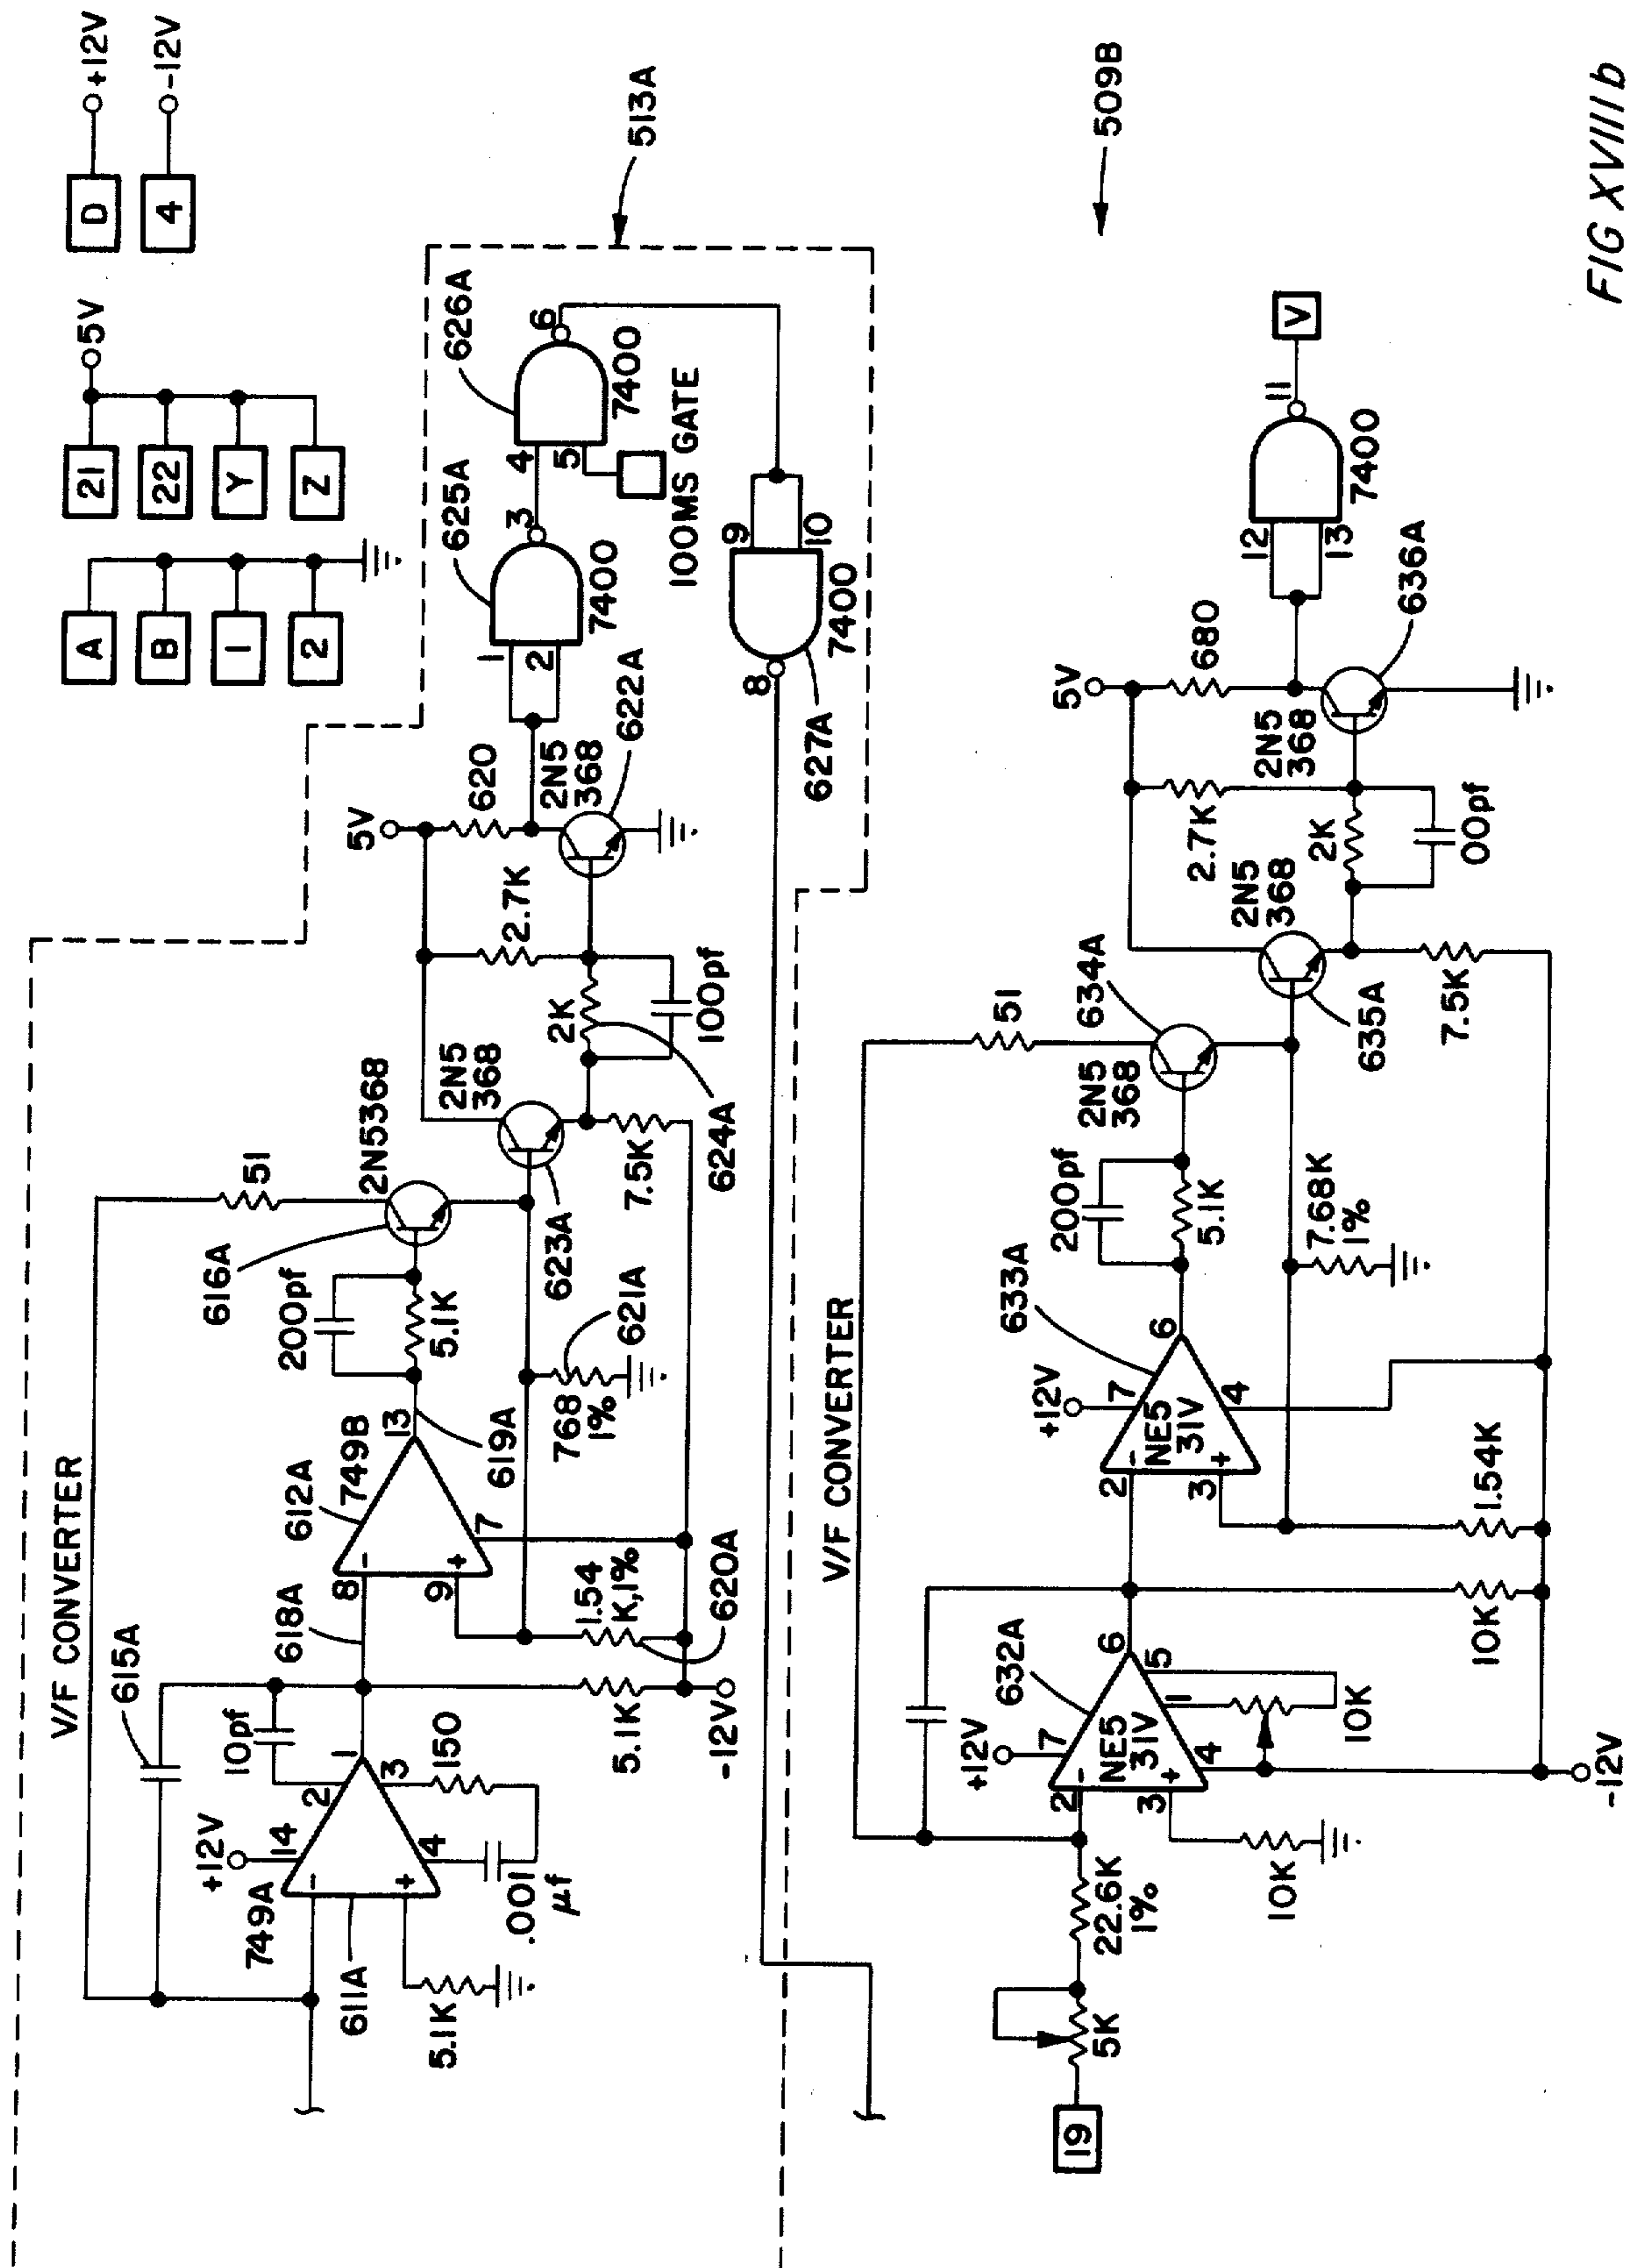 D
+12V
4
-12V
21
5V
22
Y
Z
A
B
1
2
513A
V/F CONVERTER
615A
10pf
618A
+12V
14
749A
2
1
3
4
150
.001
µf
611A
5.1K
5.1K
-12V
612A
749B
8
9
7
13
619A
1.54
K,1%
620A
768
1%
621A
200pf
5.1K
616A
51
2N5368
2N5
368
623A
7.5K
624A
2K
100pf
2.7K
5V
620
2N5
368
622A
1
2
3
7400
625A
4
5
6
7400
626A
100MS GATE
9
10
8
7400
627A
509B
V/F CONVERTER
19
5K
22.6K
1%
+12V
7
632A
2
3
NE5
31V
6
5
1
4
10K
10K
10K
-12V
1.54K
+12V
7
633A
2
3
NE5
31V
6
4
200pf
5.1K
7.68K
1%
51
2N5
368
634A
2N5
368
635A
7.5K
2K
00pf
2.7K
5V
680
2N5
368
636A
12
13
11
7400
V
FIG XVIII b